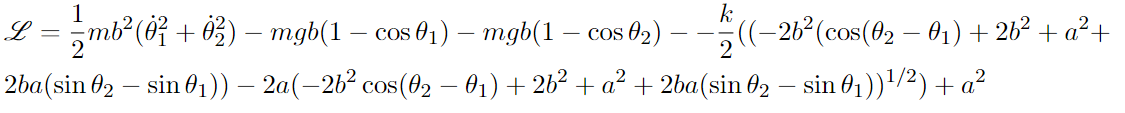 ℒ = \frac{1}{2}mb²(θ̇₁² + θ̇₂²) − mgb(1 − cos θ₁) − mgb(1 − cos θ₂) − −\frac{k}{2}((−2b²(cos(θ₂ − θ₁) + 2b² + a²+
2ba(sin θ₂ − sin θ₁)) − 2a(−2b² cos(θ₂ − θ₁) + 2b² + a² + 2ba(sin θ₂ − sin θ₁))^{1/2}) + a²